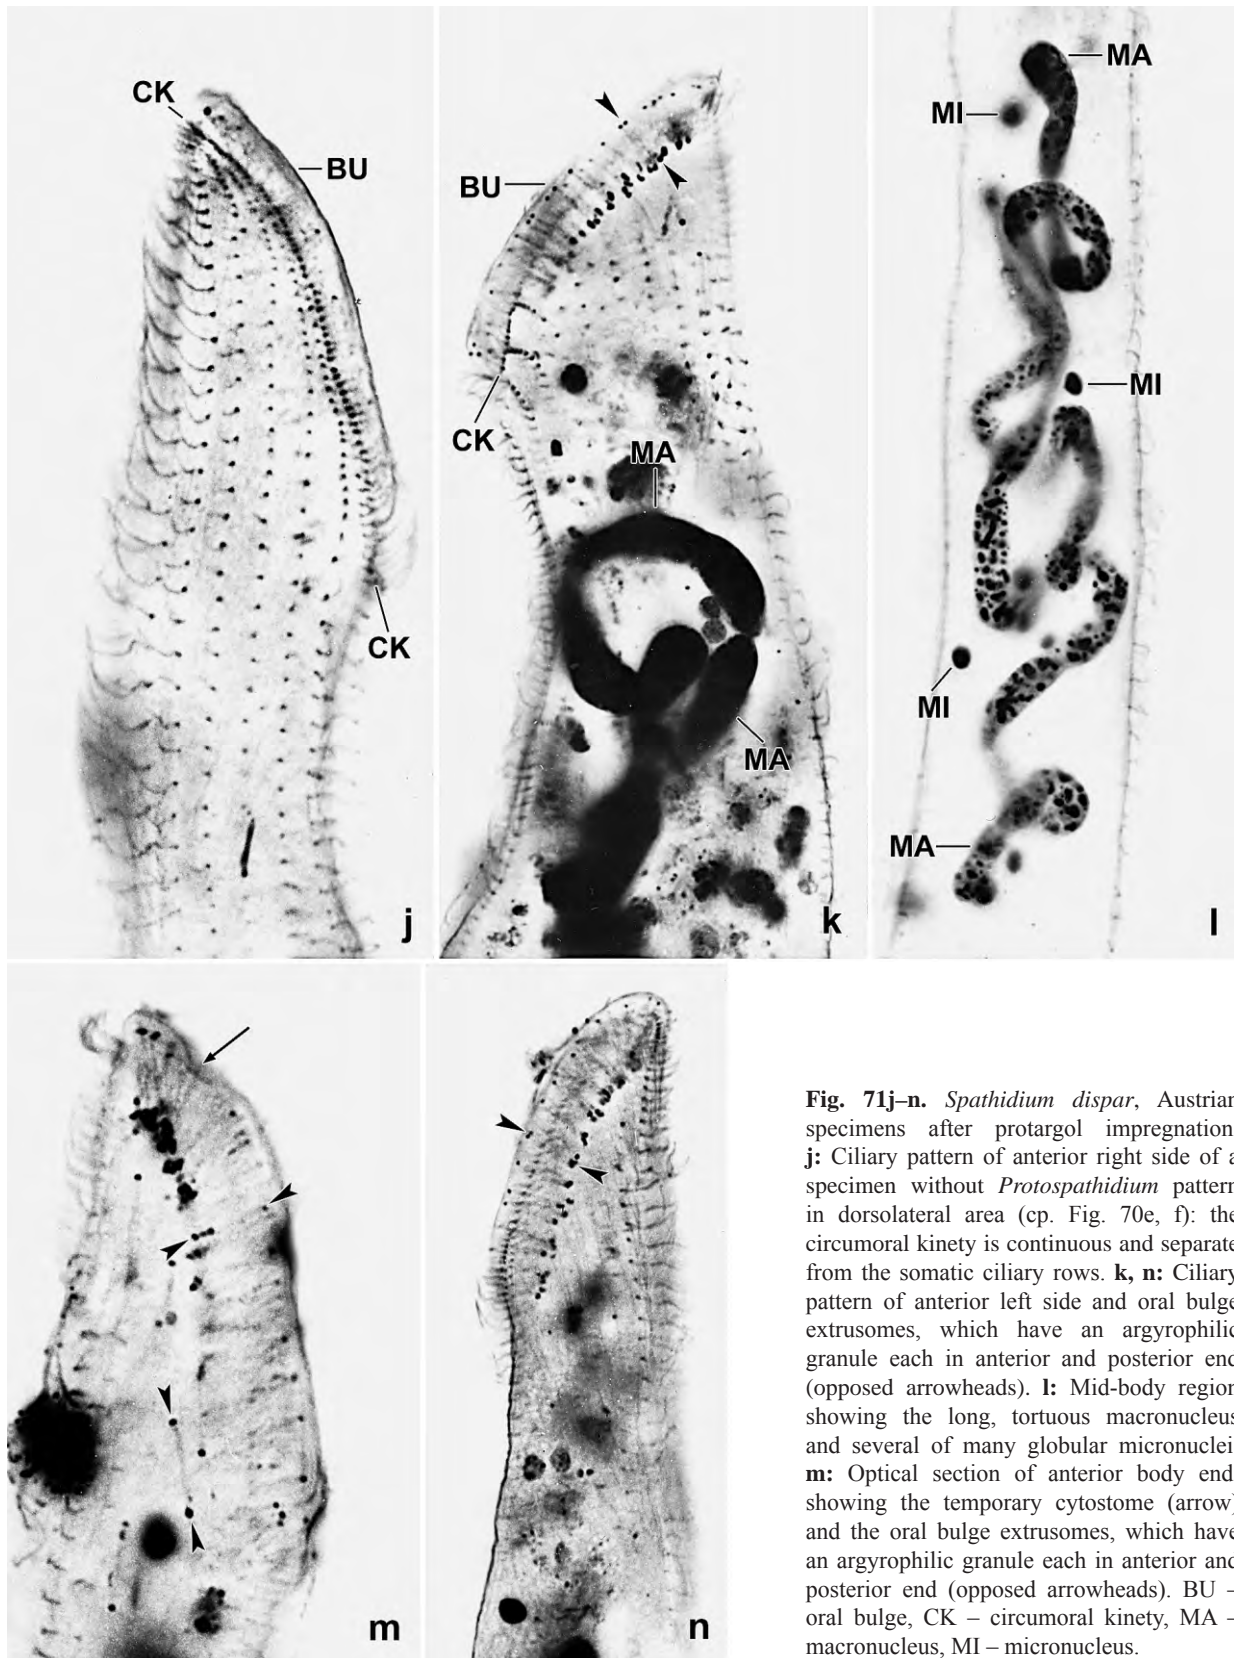 CK
BU
CK
j
BU
CK
MA
MA
k
MA
MI
MI
MI
MA
l
m
n
Fig. 71j–n. Spathidium dispar, Austrian
specimens after protargol impregnation
j: Ciliary pattern of anterior right side of a
specimen without Protospathidium pattern
in dorsolateral area (cp. Fig. 70e, f): the
circumoral kinety is continuous and separate
from the somatic ciliary rows. k, n: Ciliary
pattern of anterior left side and oral bulge
extrusomes, which have an argyrophilic
granule each in anterior and posterior end
(opposed arrowheads). l: Mid-body region
showing the long, tortuous macronucleus
and several of many globular micronuclei
m: Optical section of anterior body end
showing the temporary cytostome (arrow)
and the oral bulge extrusomes, which have
an argyrophilic granule each in anterior and
posterior end (opposed arrowheads). BU –
oral bulge, CK – circumoral kinety, MA –
macronucleus, MI – micronucleus.